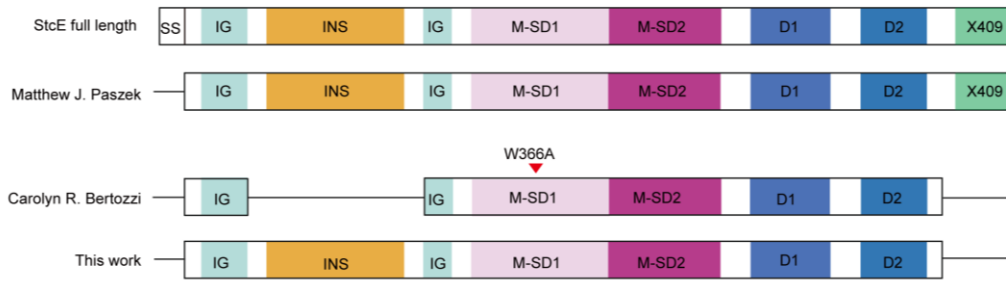 StcE full length SS IG INS IG M-SD1 M-SD2 D1 D2 X409
Matthew J. Paszek IG INS IG M-SD1 M-SD2 D1 D2 X409
W366A
Carolyn R. Bertozzi IG IG M-SD1 M-SD2 D1 D2
This work IG INS IG M-SD1 M-SD2 D1 D2